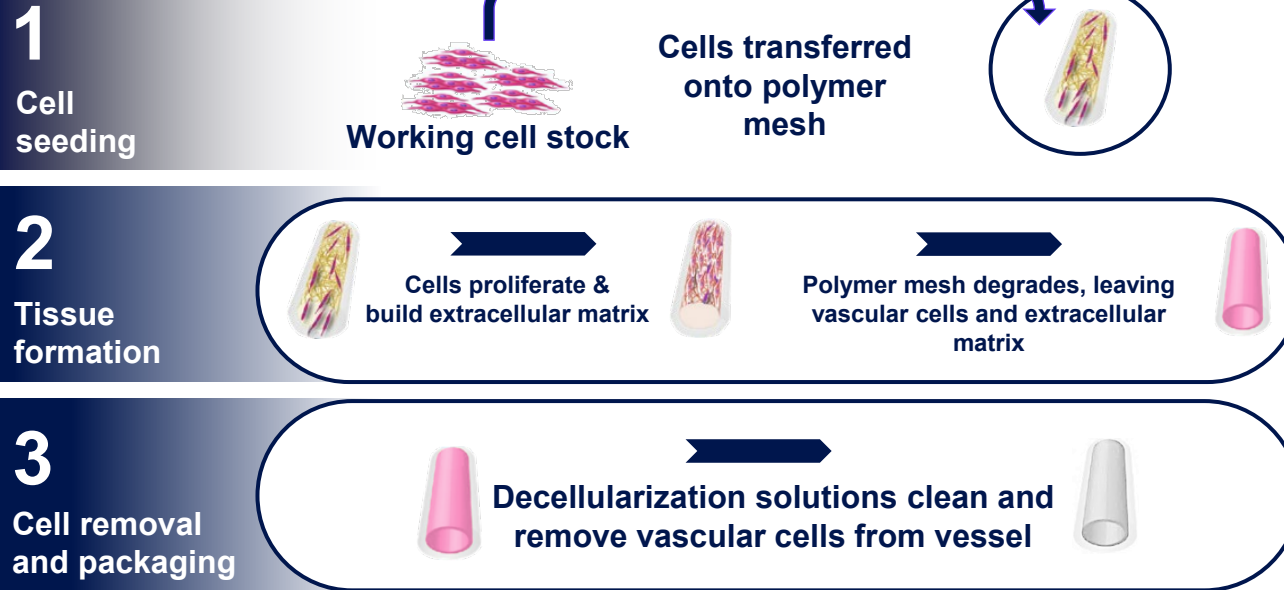 1
Cell
seeding
Working cell stock
Cells transferred
onto polymer
mesh
2
Tissue
formation
Cells proliferate &
build extracellular matrix
Polymer mesh degrades, leaving
vascular cells and extracellular
matrix
3
Cell removal
and packaging
Decellularization solutions clean and
remove vascular cells from vessel